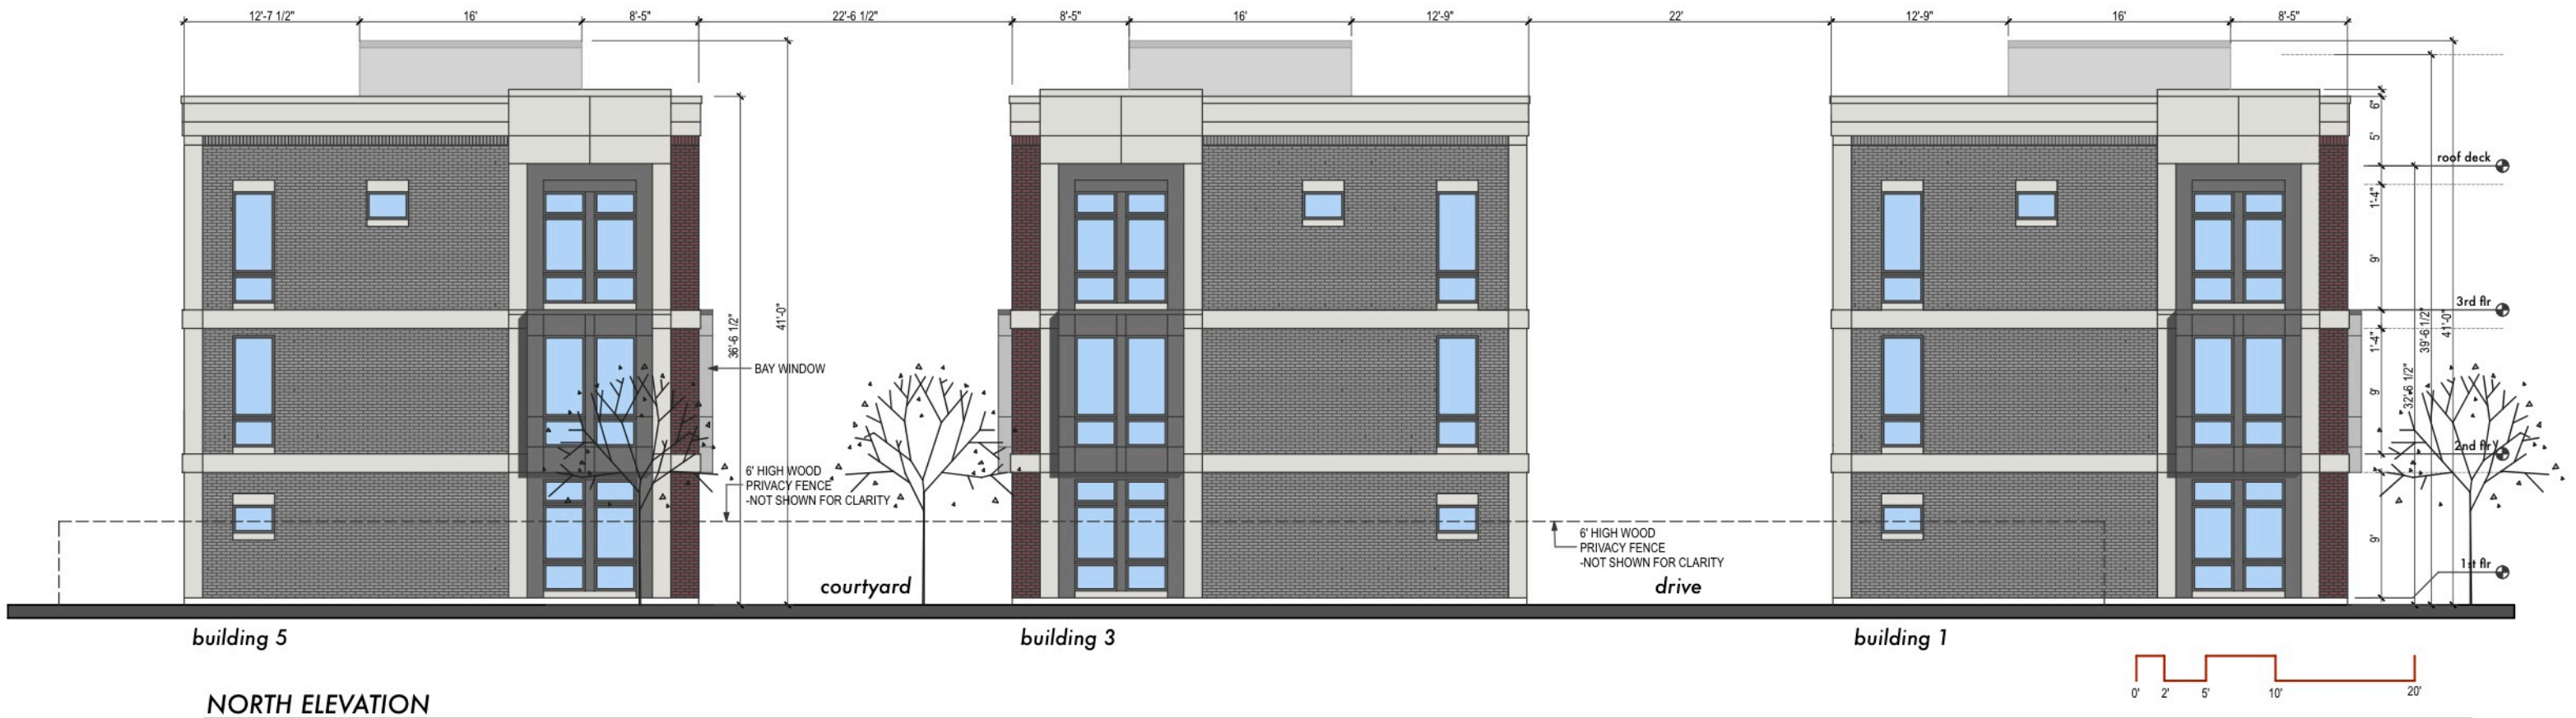 12'-7 1/2"
16'
8'-5"
22'-6 1/2"
8'-5"
16'
12'-9"
22'
12'-9"
16'
8'-5"
6"
5'
roof deck
1'-4"
9'
3rd flr
36'-6 1/2"
41'-0"
39'-6 1/2"
41'-0"
1'-4"
BAY WINDOW
32'-6 1/2"
9'
2nd flr
6' HIGH WOOD
PRIVACY FENCE
-NOT SHOWN FOR CLARITY
6' HIGH WOOD
PRIVACY FENCE
-NOT SHOWN FOR CLARITY
9'
1st flr
courtyard
drive
building 5
building 3
building 1
0'
2'
5'
10'
20'
NORTH ELEVATION